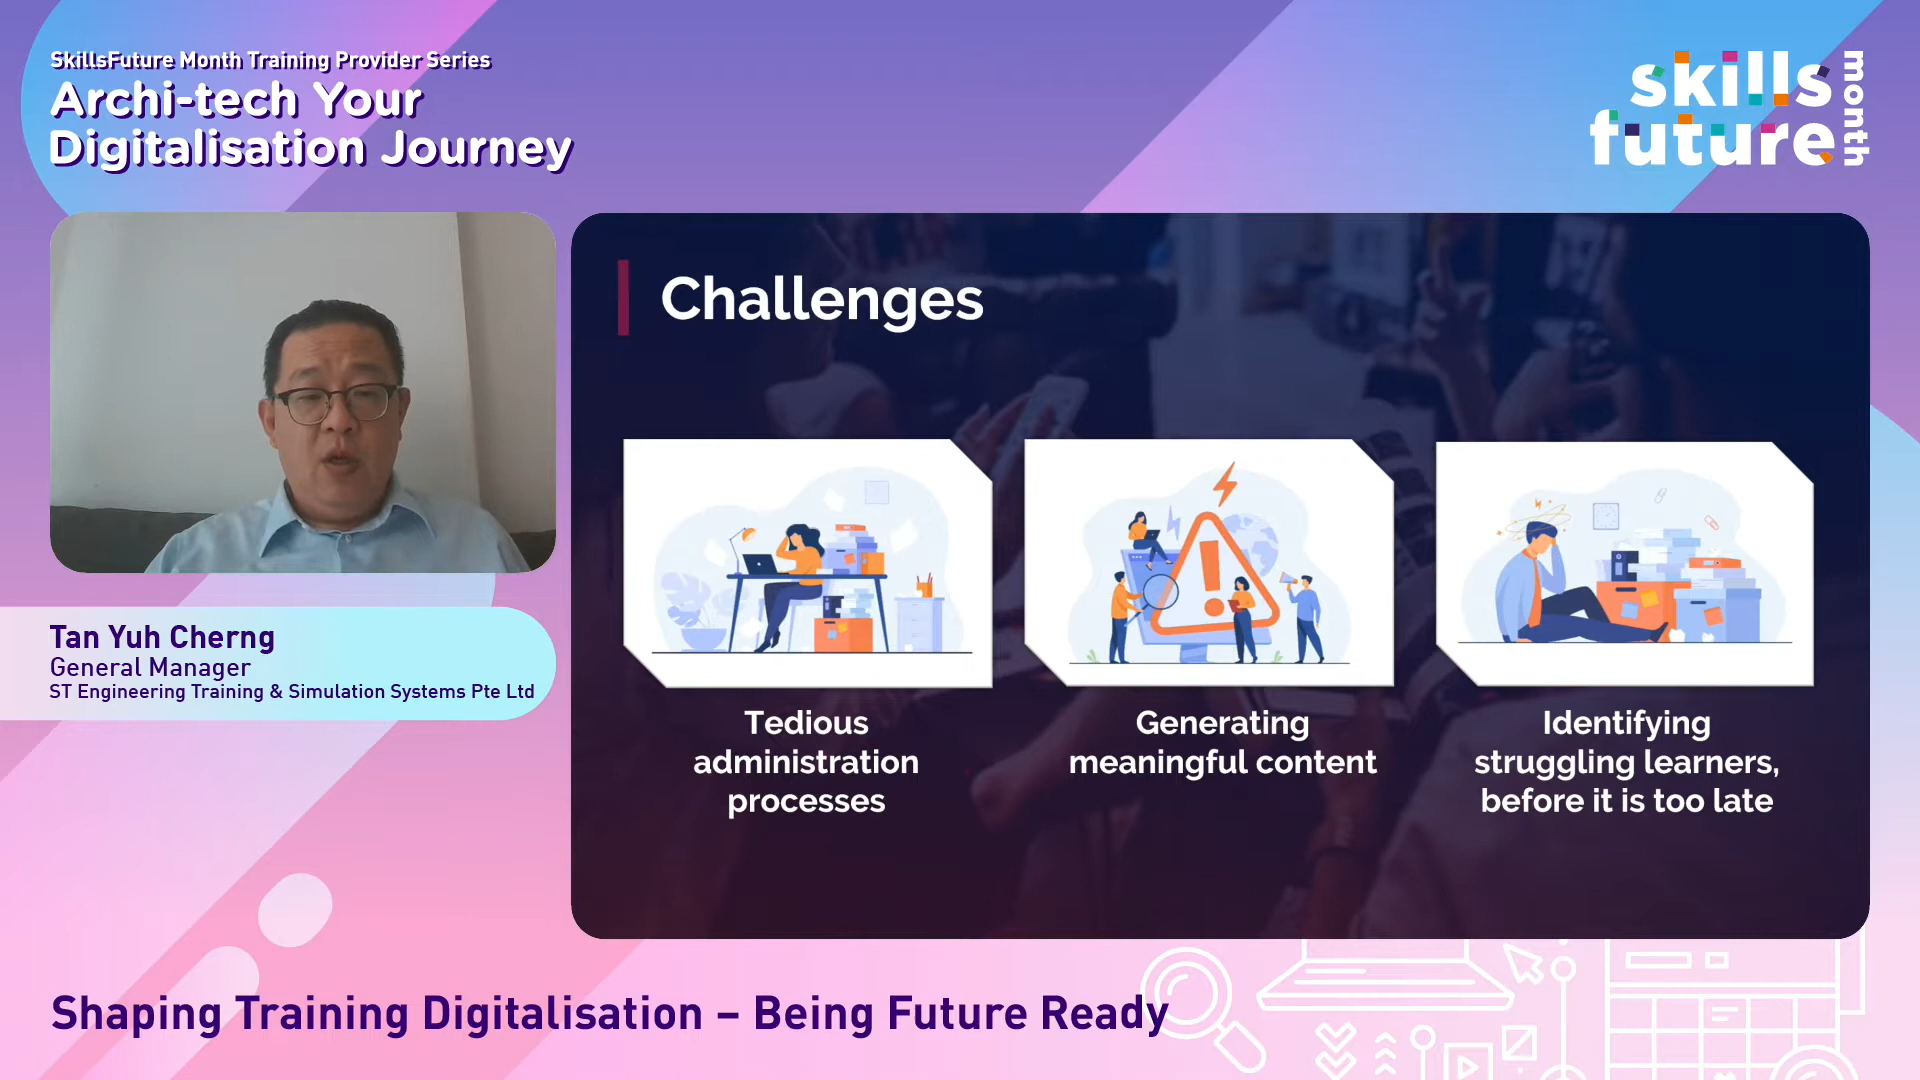 SkillsFuture Month Training Provider Series
Archi-tech Your
Digitalisation Journey
skills
future
month
Challenges
Tedious
administration
processes
Generating
meaningful content
Identifying
struggling learners,
before it is too late
Tan Yuh Cherng
General Manager
ST Engineering Training & Simulation Systems Pte Ltd
Shaping Training Digitalisation – Being Future Ready